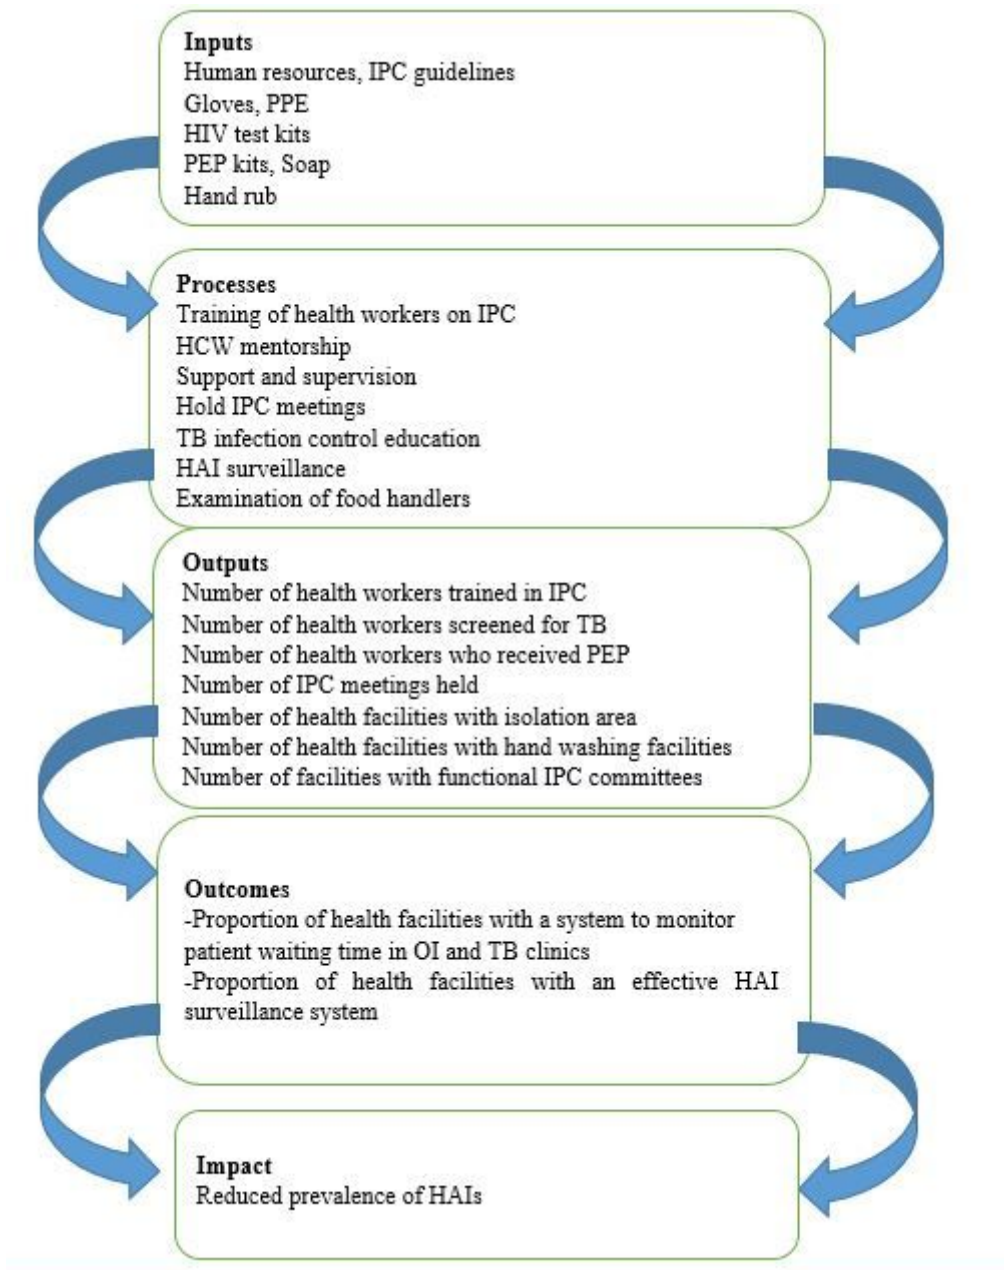 Inputs
Human resources, IPC guidelines
Gloves, PPE
HIV test kits
PEP kits, Soap
Hand rub
Processes
Training of health workers on IPC
HCW mentorship
Support and supervision
Hold IPC meetings
TB infection control education
HAI surveillance
Examination of food handlers
Outputs
Number of health workers trained in IPC
Number of health workers screened for TB
Number of health workers who received PEP
Number of IPC meetings held
Number of health facilities with isolation area
Number of health facilities with hand washing facilities
Number of facilities with functional IPC committees
Outcomes
-Proportion of health facilities with a system to monitor
patient waiting time in OI and TB clinics
-Proportion of health facilities with an effective HAI
surveillance system
Impact
Reduced prevalence of HAIs